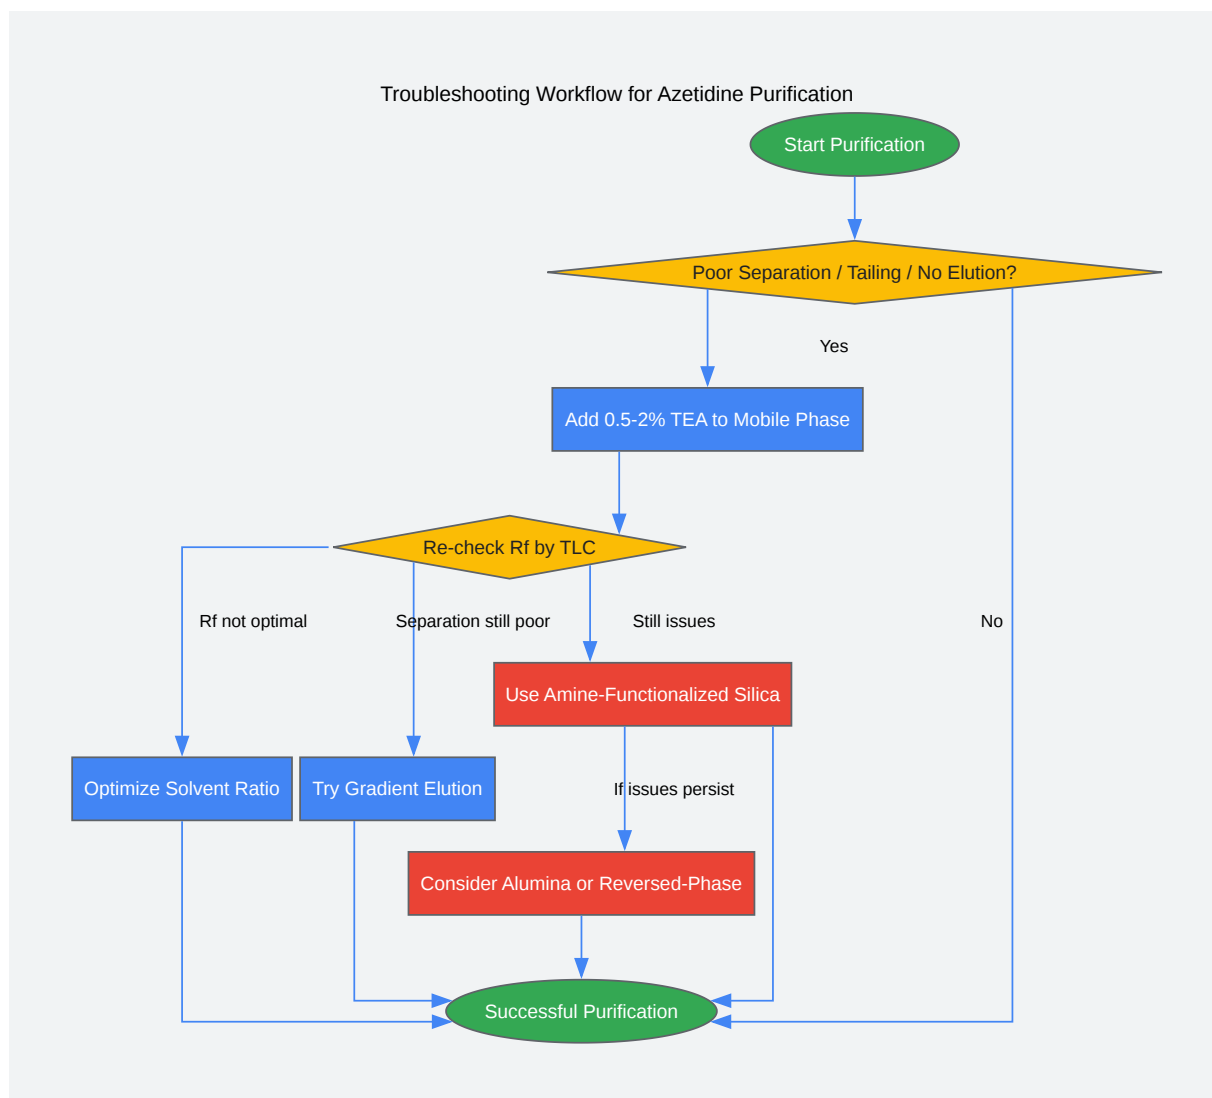 Troubleshooting Workflow for Azetidine Purification
Start Purification
Poor Separation / Tailing / No Elution?
Yes
Add 0.5-2% TEA to Mobile Phase
Re-check Rf by TLC
Rf not optimal
Separation still poor
Still issues
No
Use Amine-Functionalized Silica
Optimize Solvent Ratio
Try Gradient Elution
If issues persist
Consider Alumina or Reversed-Phase
Successful Purification